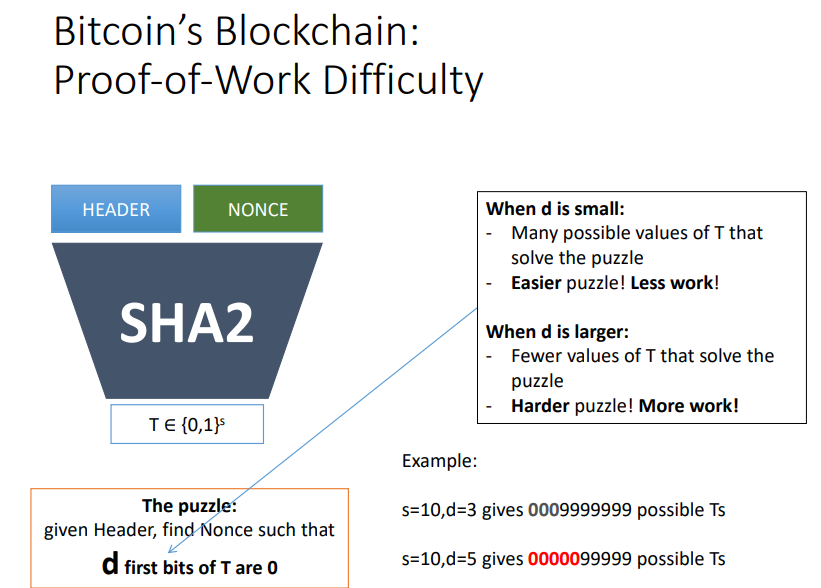 Bitcoin’s Blockchain:
Proof-of-Work Difficulty
HEADER
NONCE
SHA2
T ∈ {0,1}ˢ
The puzzle:
given Header, find Nonce such that
d first bits of T are 0
When d is small:
- Many possible values of T that
solve the puzzle
- Easier puzzle! Less work!
When d is larger:
- Fewer values of T that solve the
puzzle
- Harder puzzle! More work!
Example:
s=10,d=3 gives 0009999999 possible Ts
s=10,d=5 gives 0000099999 possible Ts